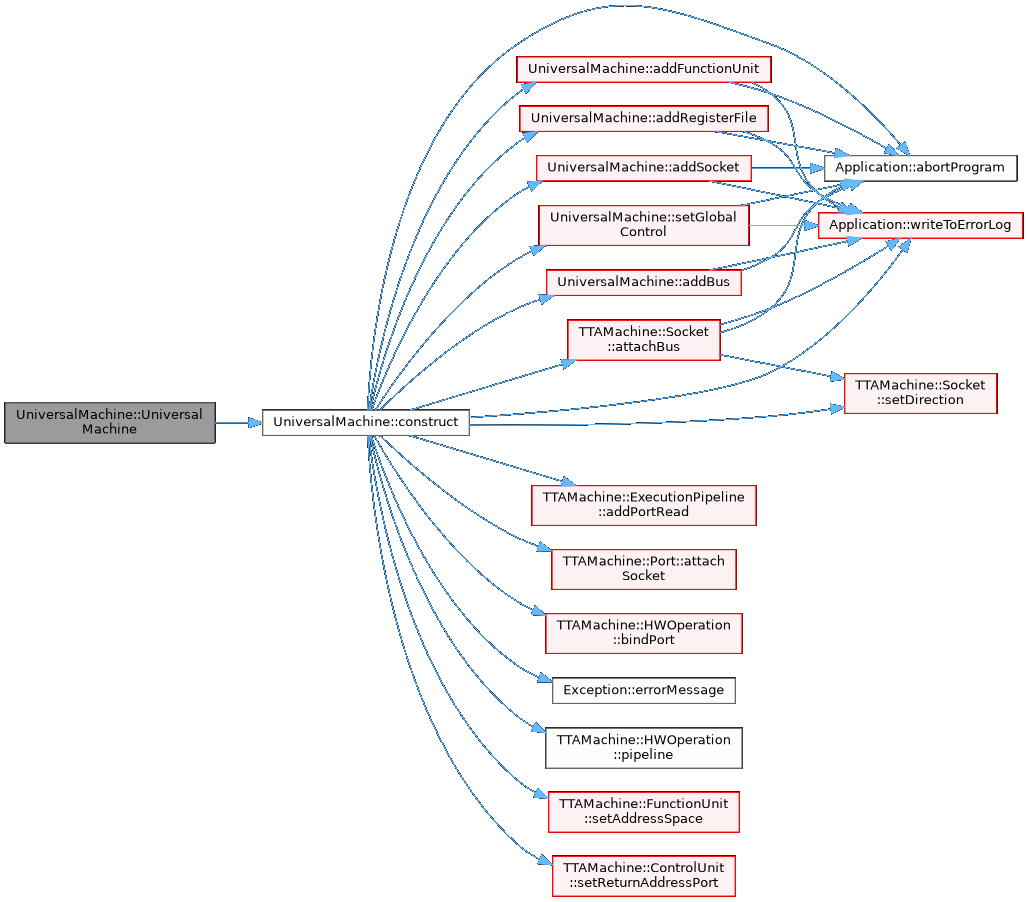 UniversalMachine::addFunctionUnit
UniversalMachine::addRegisterFile
UniversalMachine::addSocket
Application::abortProgram
UniversalMachine::setGlobal
Control
Application::writeToErrorLog
UniversalMachine::addBus
TTAMachine::Socket
::attachBus
TTAMachine::Socket
::setDirection
UniversalMachine::Universal
Machine
UniversalMachine::construct
TTAMachine::ExecutionPipeline
::addPortRead
TTAMachine::Port::attach
Socket
TTAMachine::HWOperation
::bindPort
Exception::errorMessage
TTAMachine::HWOperation
::pipeline
TTAMachine::FunctionUnit
::setAddressSpace
TTAMachine::ControlUnit
::setReturnAddressPort